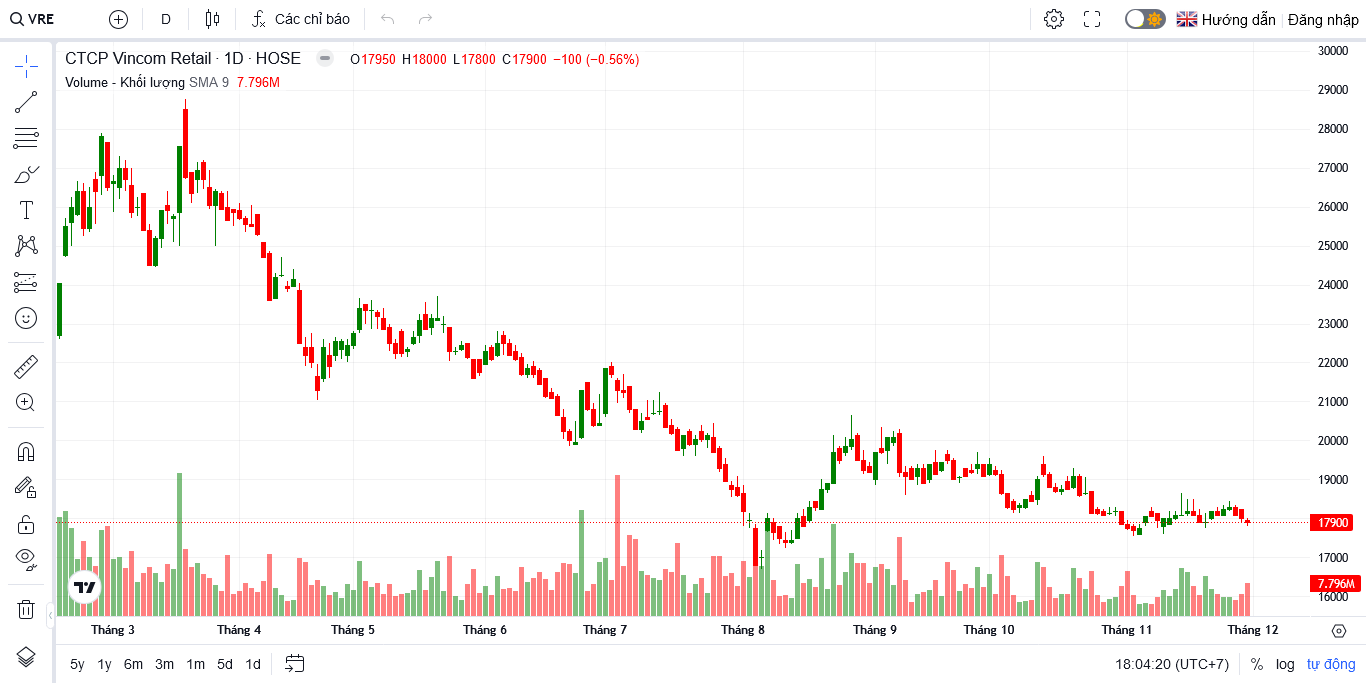 VRE D Các chỉ báo Hướng dẫn Đăng nhập
CTCP Vincom Retail · 1D · HOSE O17950 H18000 L17800 C17900 −100 (−0.56%)
Volume - Khối lượng SMA 9 7.796M
30000
29000
28000
27000
26000
25000
24000
23000
22000
21000
20000
19000
17900
17000
7.796M
16000
Tháng 3 Tháng 4 Tháng 5 Tháng 6 Tháng 7 Tháng 8 Tháng 9 Tháng 10 Tháng 11 Tháng 12
5y 1y 6m 3m 1m 5d 1d 18:04:20 (UTC+7) % log tự động